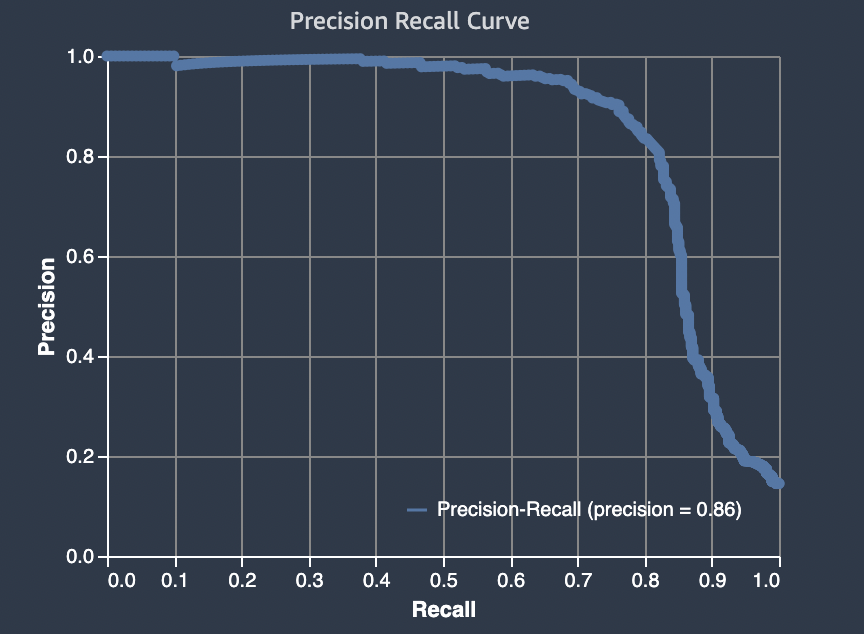 Precision Recall Curve
1.0
0.8
0.6
0.4
0.2
0.0
Precision
Precision-Recall (precision = 0.86)
0.0 0.1 0.2 0.3 0.4 0.5 0.6 0.7 0.8 0.9 1.0
Recall